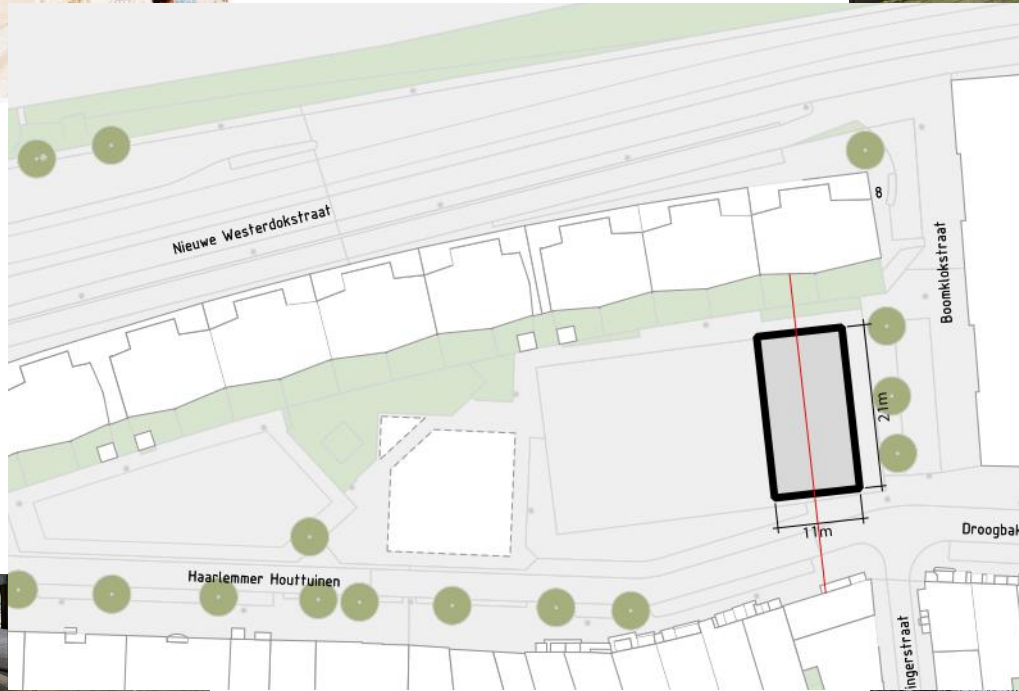 Nieuwe Westerdokstraat
8
Boomklokstraat
21m
11m
Droogbak
Haarlemmer Houttuinen
ingerstraat